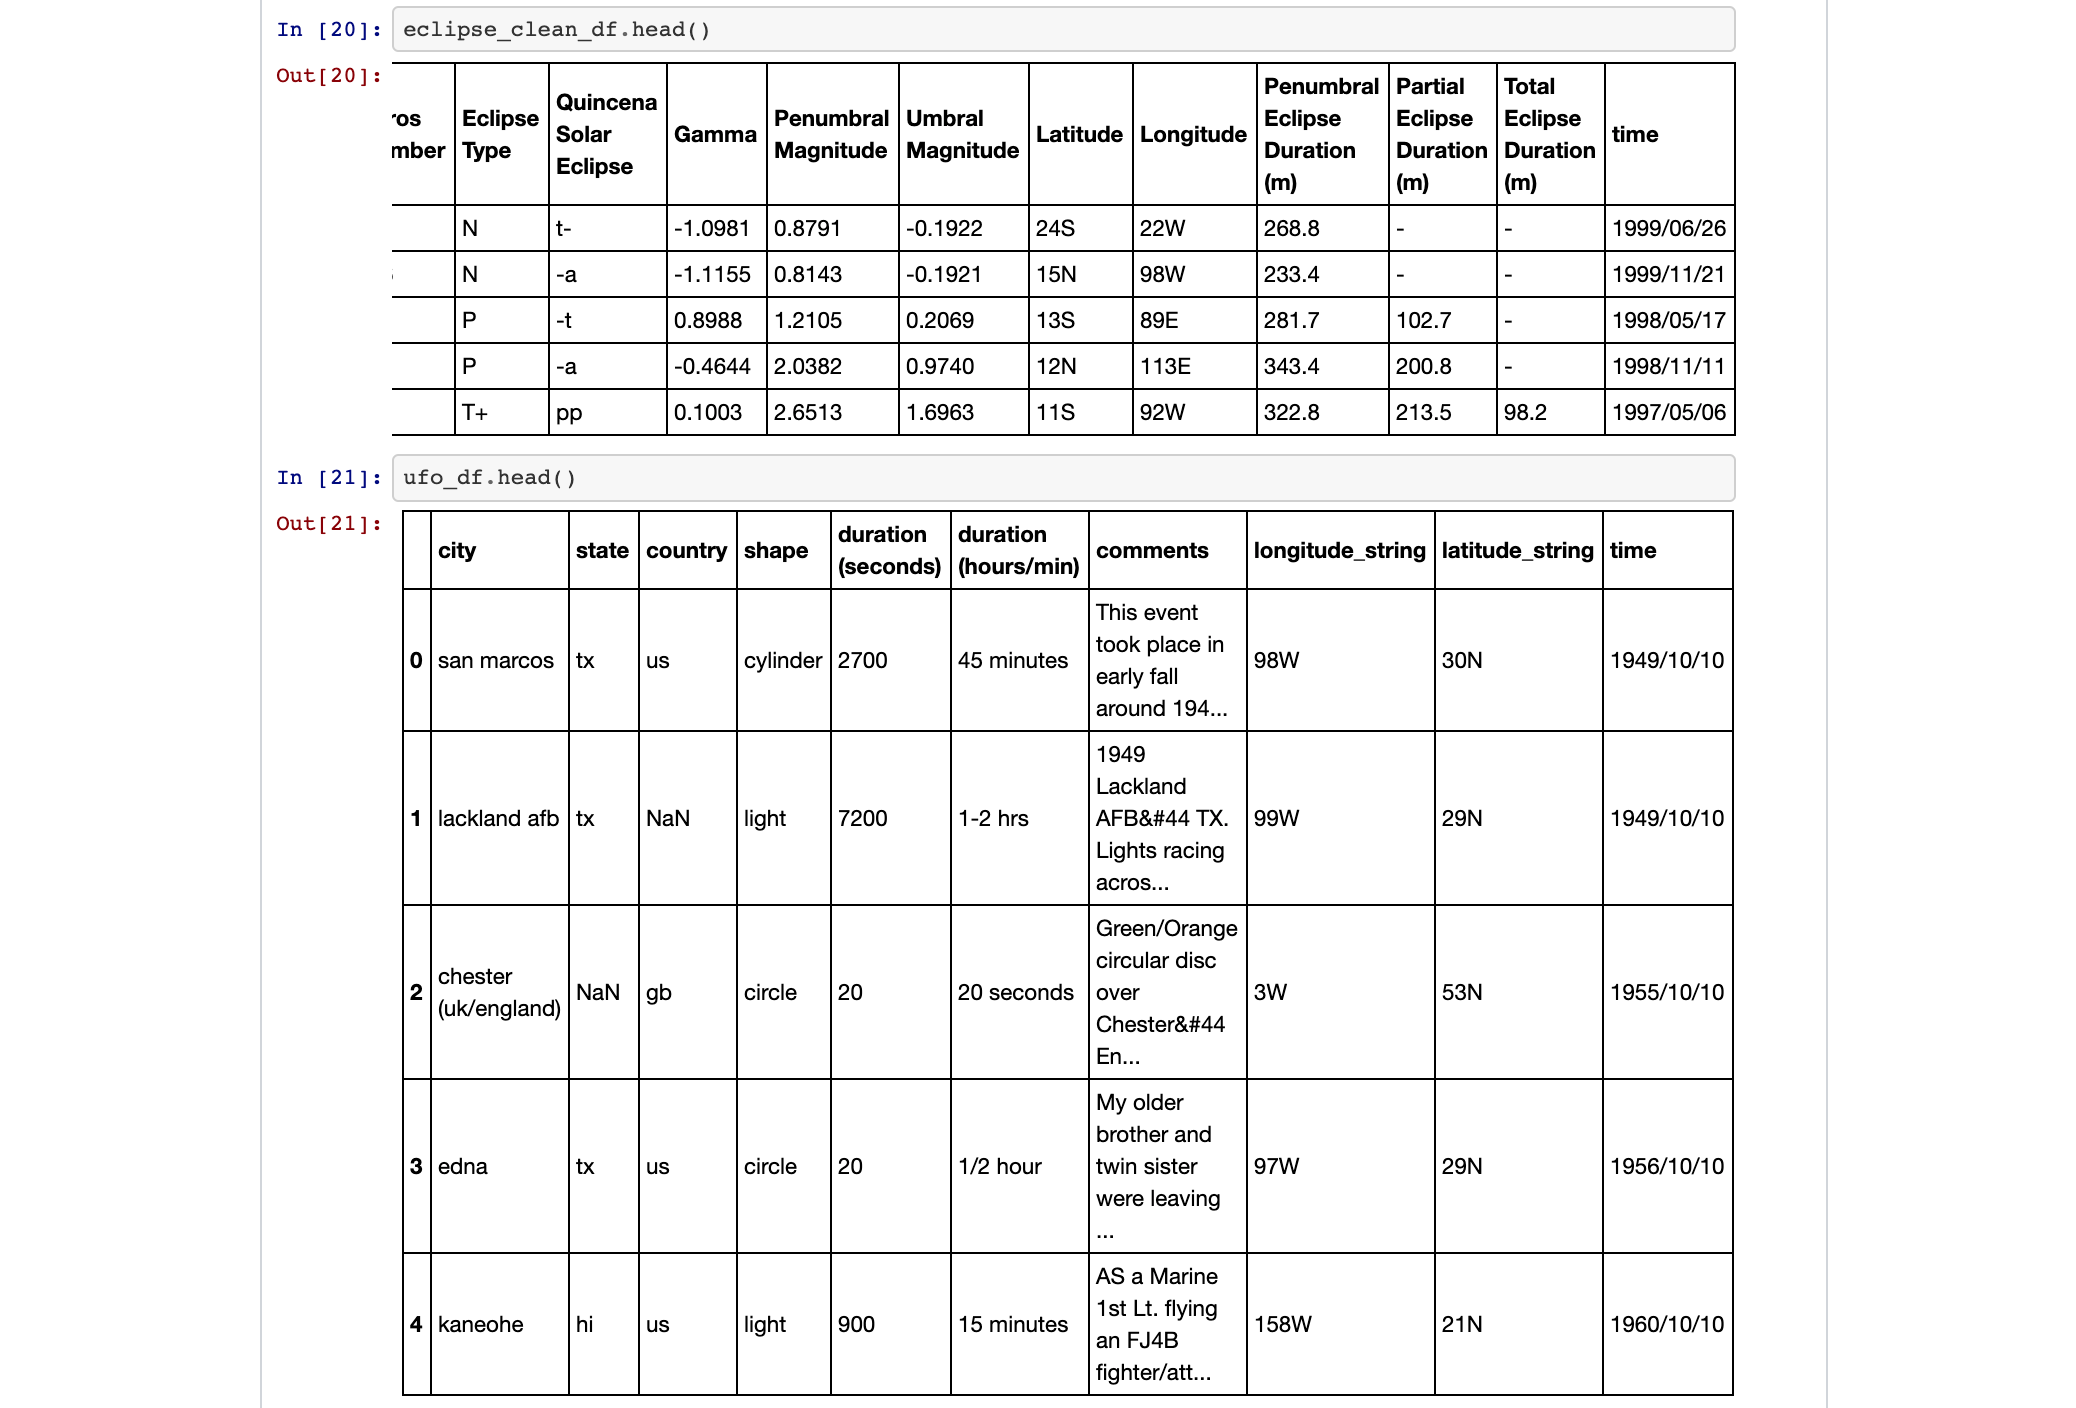 In [20]: eclipse_clean_df.head()
Out[20]:
ros mber Eclipse Type Quincena Solar Eclipse Gamma Penumbral Magnitude Umbral Magnitude Latitude Longitude Penumbral Eclipse Duration (m) Partial Eclipse Duration (m) Total Eclipse Duration (m) time
N t- -1.0981 0.8791 -0.1922 24S 22W 268.8 - - 1999/06/26
N -a -1.1155 0.8143 -0.1921 15N 98W 233.4 - - 1999/11/21
P -t 0.8988 1.2105 0.2069 13S 89E 281.7 102.7 - 1998/05/17
P -a -0.4644 2.0382 0.9740 12N 113E 343.4 200.8 - 1998/11/11
T+ pp 0.1003 2.6513 1.6963 11S 92W 322.8 213.5 98.2 1997/05/06
In [21]: ufo_df.head()
Out[21]:
city state country shape duration (seconds) duration (hours/min) comments longitude_string latitude_string time
0 san marcos tx us cylinder 2700 45 minutes This event took place in early fall around 194... 98W 30N 1949/10/10
1 lackland afb tx NaN light 7200 1-2 hrs 1949 Lackland AFB&#44 TX. Lights racing acros... 99W 29N 1949/10/10
2 chester (uk/england) NaN gb circle 20 20 seconds Green/Orange circular disc over Chester&#44 En... 3W 53N 1955/10/10
3 edna tx us circle 20 1/2 hour My older brother and twin sister were leaving ... 97W 29N 1956/10/10
4 kaneohe hi us light 900 15 minutes AS a Marine 1st Lt. flying an FJ4B fighter/att... 158W 21N 1960/10/10